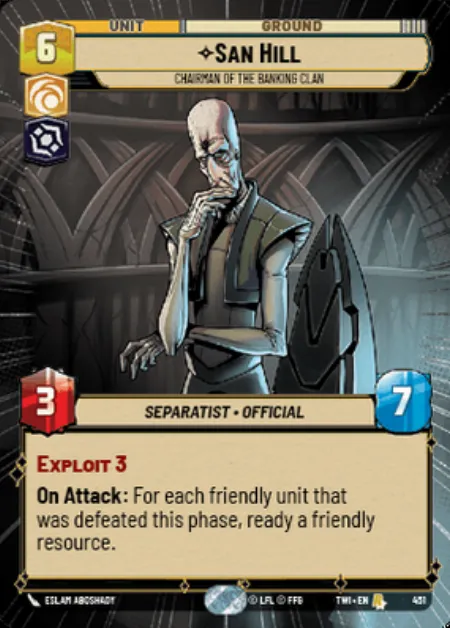 UNIT
GROUND
6
SAN HILL
CHAIRMAN OF THE BANKING CLAN
3
SEPARATIST • OFFICIAL
7
EXPLOIT 3
On Attack: For each friendly unit that
was defeated this phase, ready a friendly
resource.
ESLAM ABOSHADY
© LFL © FFG
TWI • EN
451